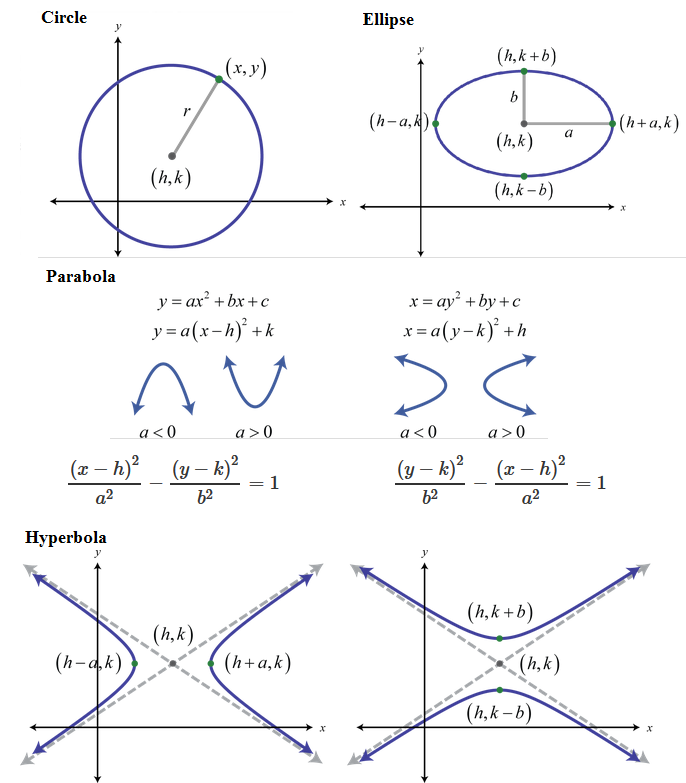 Circle
y
(x, y)
r
(h,k)
x
Ellipse
y
(h,k+b)
b
(h−a,k)
(h+a,k)
a
(h,k)
(h,k−b)
x
Parabola
y = ax² + bx + c
y = a(x−h)² + k
a < 0
a > 0
x = ay² + by + c
x = a(y−k)² + h
a < 0
a > 0
(x − h)²/a² − (y − k)²/b² = 1
(y − k)²/b² − (x − h)²/a² = 1
Hyperbola
y
(h,k)
(h−a,k)
(h+a,k)
x
y
(h,k+b)
(h,k)
(h,k−b)
x